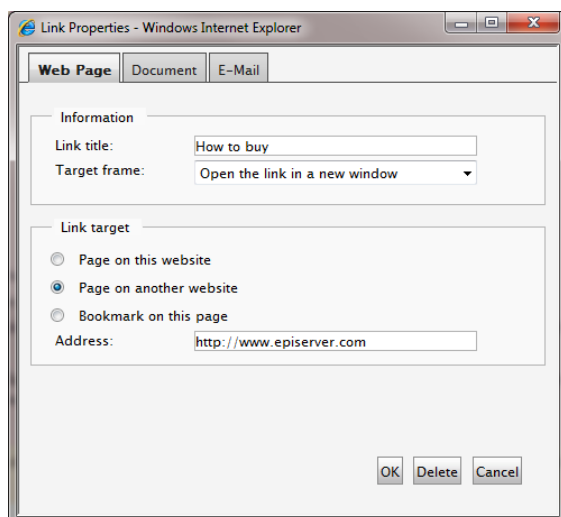 Link Properties - Windows Internet Explorer
Web Page Document E-Mail
Information
Link title: How to buy
Target frame: Open the link in a new window
Link target
Page on this website
Page on another website
Bookmark on this page
Address: http://www.episerver.com
OK Delete Cancel